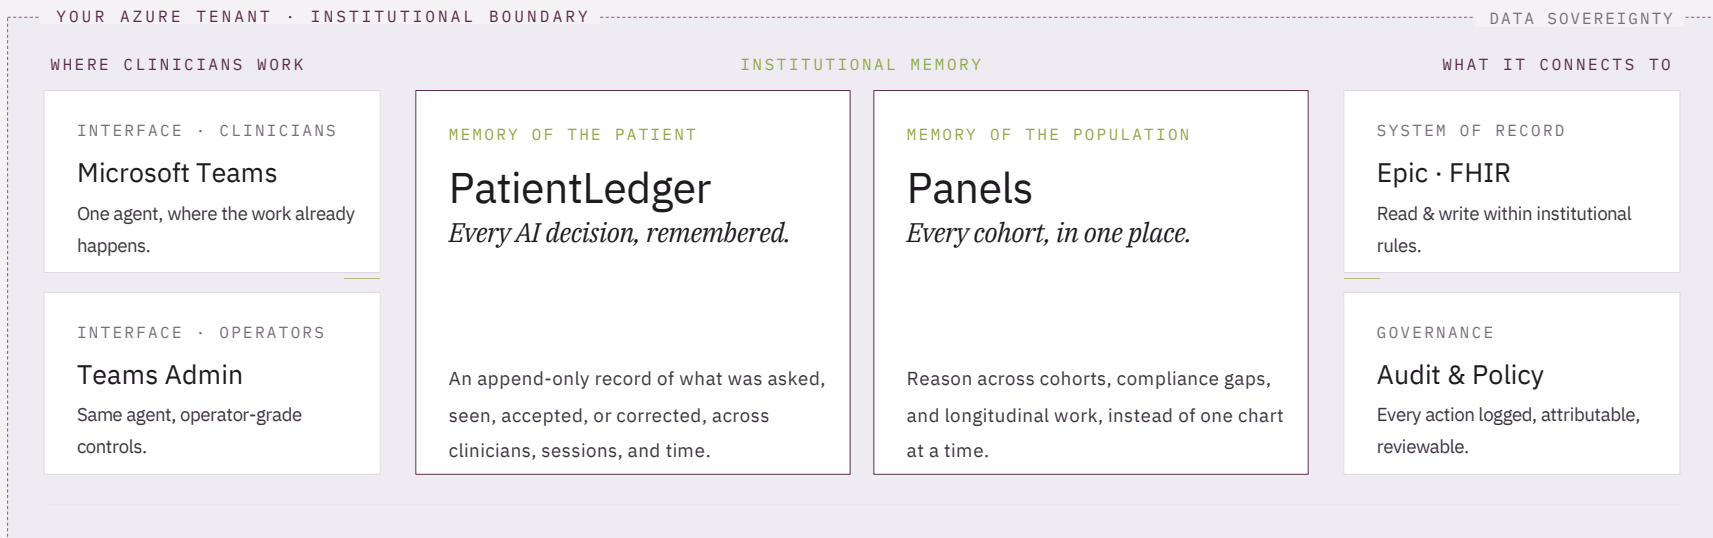 YOUR AZURE TENANT · INSTITUTIONAL BOUNDARY
DATA SOVEREIGNTY
WHERE CLINICIANS WORK
INSTITUTIONAL MEMORY
WHAT IT CONNECTS TO
INTERFACE · CLINICIANS
Microsoft Teams
One agent, where the work already
happens.
INTERFACE · OPERATORS
Teams Admin
Same agent, operator-grade
controls.
MEMORY OF THE PATIENT
PatientLedger
Every AI decision, remembered.
An append-only record of what was asked,
seen, accepted, or corrected, across
clinicians, sessions, and time.
MEMORY OF THE POPULATION
Panels
Every cohort, in one place.
Reason across cohorts, compliance gaps,
and longitudinal work, instead of one chart
at a time.
SYSTEM OF RECORD
Epic · FHIR
Read & write within institutional
rules.
GOVERNANCE
Audit & Policy
Every action logged, attributable,
reviewable.